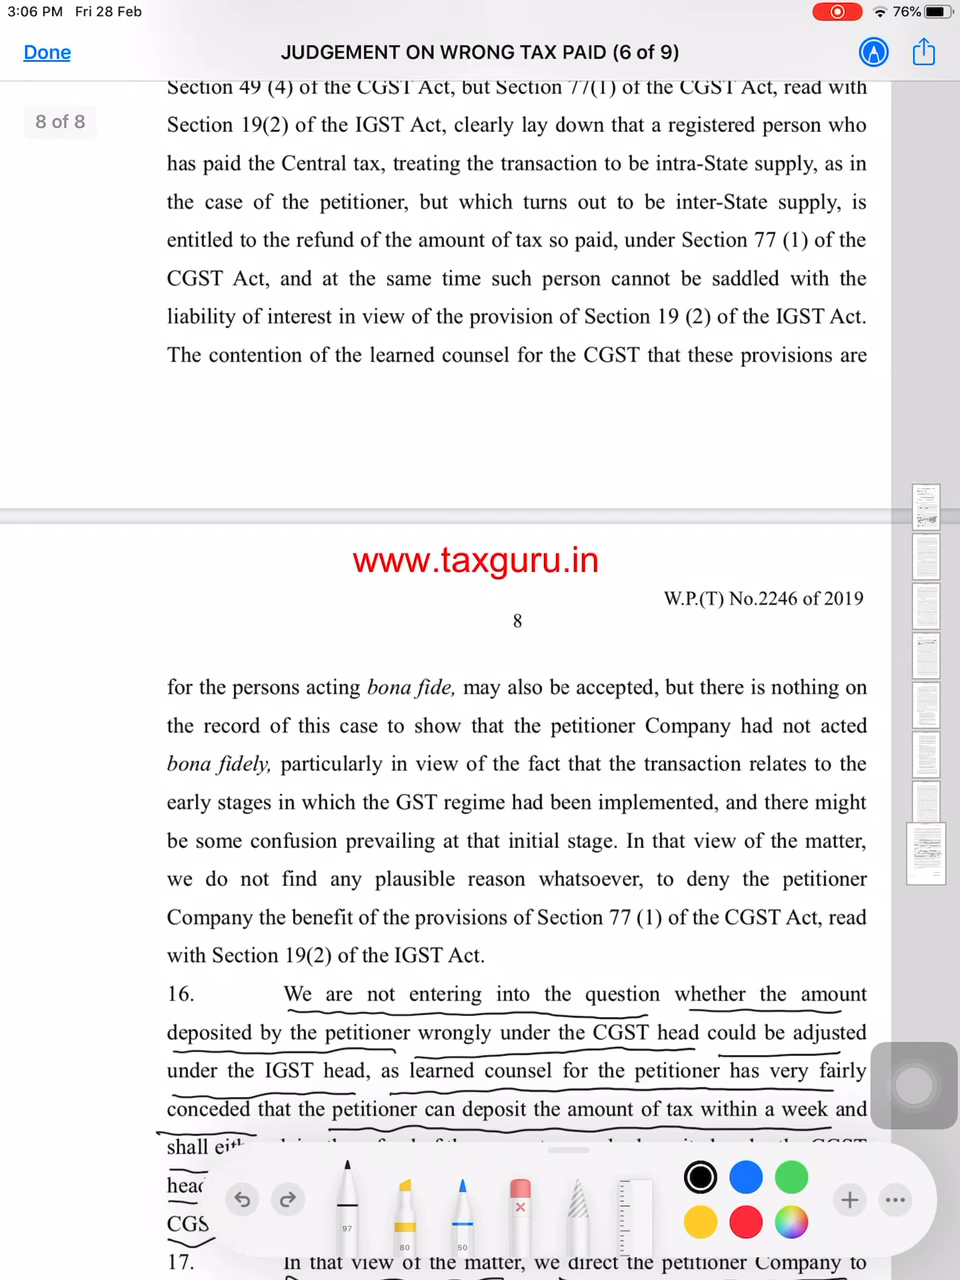 3:06 PM Fri 28 Feb
76%
Done
JUDGEMENT ON WRONG TAX PAID (6 of 9)
8 of 8
Section 49 (4) of the CGST Act, but Section 77(1) of the CGST Act, read with
Section 19(2) of the IGST Act, clearly lay down that a registered person who
has paid the Central tax, treating the transaction to be intra-State supply, as in
the case of the petitioner, but which turns out to be inter-State supply, is
entitled to the refund of the amount of tax so paid, under Section 77 (1) of the
CGST Act, and at the same time such person cannot be saddled with the
liability of interest in view of the provision of Section 19 (2) of the IGST Act.
The contention of the learned counsel for the CGST that these provisions are
www.taxguru.in
W.P.(T) No.2246 of 2019
8
for the persons acting bona fide, may also be accepted, but there is nothing on
the record of this case to show that the petitioner Company had not acted
bona fidely, particularly in view of the fact that the transaction relates to the
early stages in which the GST regime had been implemented, and there might
be some confusion prevailing at that initial stage. In that view of the matter,
we do not find any plausible reason whatsoever, to deny the petitioner
Company the benefit of the provisions of Section 77 (1) of the CGST Act, read
with Section 19(2) of the IGST Act.
16. We are not entering into the question whether the amount
deposited by the petitioner wrongly under the CGST head could be adjusted
under the IGST head, as learned counsel for the petitioner has very fairly
conceded that the petitioner can deposit the amount of tax within a week and
shall
97
80
50
17. In that view of the matter, we direct the petitioner Company to